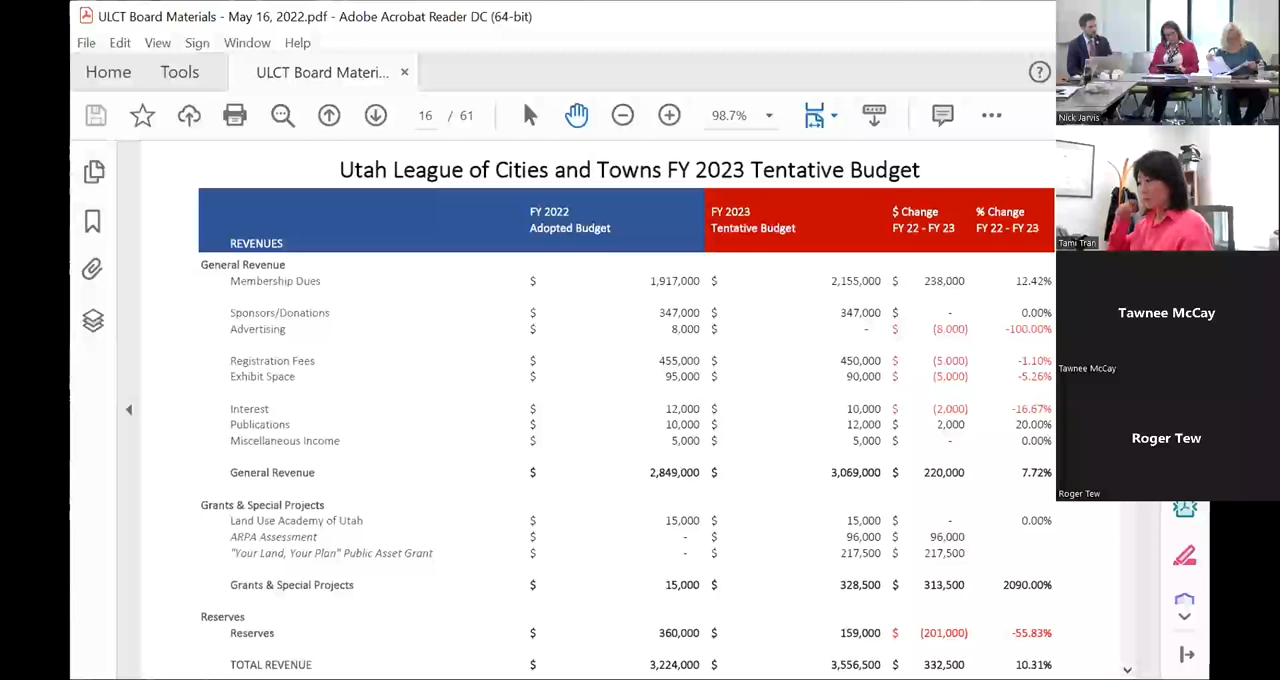 ULCT Board Materials - May 16, 2022.pdf - Adobe Acrobat Reader DC (64-bit)
File Edit View Sign Window Help
Home Tools ULCT Board Materi... ×
16 / 61 98.7%
Utah League of Cities and Towns FY 2023 Tentative Budget
FY 2022 FY 2023 $ Change % Change
Adopted Budget Tentative Budget FY 22 - FY 23 FY 22 - FY 23
REVENUES
General Revenue
Membership Dues $ 1,917,000 $ 2,155,000 $ 238,000 12.42%
Sponsors/Donations $ 347,000 $ 347,000 $ - 0.00%
Advertising $ 8,000 $ - $ (8,000) -100.00%
Registration Fees $ 455,000 $ 450,000 $ (5,000) -1.10%
Exhibit Space $ 95,000 $ 90,000 $ (5,000) -5.26%
Interest $ 12,000 $ 10,000 $ (2,000) -16.67%
Publications $ 10,000 $ 12,000 $ 2,000 20.00%
Miscellaneous Income $ 5,000 $ 5,000 $ - 0.00%
General Revenue $ 2,849,000 $ 3,069,000 $ 220,000 7.72%
Grants & Special Projects
Land Use Academy of Utah $ 15,000 $ 15,000 $ - 0.00%
ARPA Assessment $ - $ 96,000 $ 96,000
"Your Land, Your Plan" Public Asset Grant $ - $ 217,500 $ 217,500
Grants & Special Projects $ 15,000 $ 328,500 $ 313,500 2090.00%
Reserves
Reserves $ 360,000 $ 159,000 $ (201,000) -55.83%
TOTAL REVENUE $ 3,224,000 $ 3,556,500 $ 332,500 10.31%
Nick Jarvis
Tami Tran
Tawnee McCay
Tawnee McCay
Roger Tew
Roger Tew